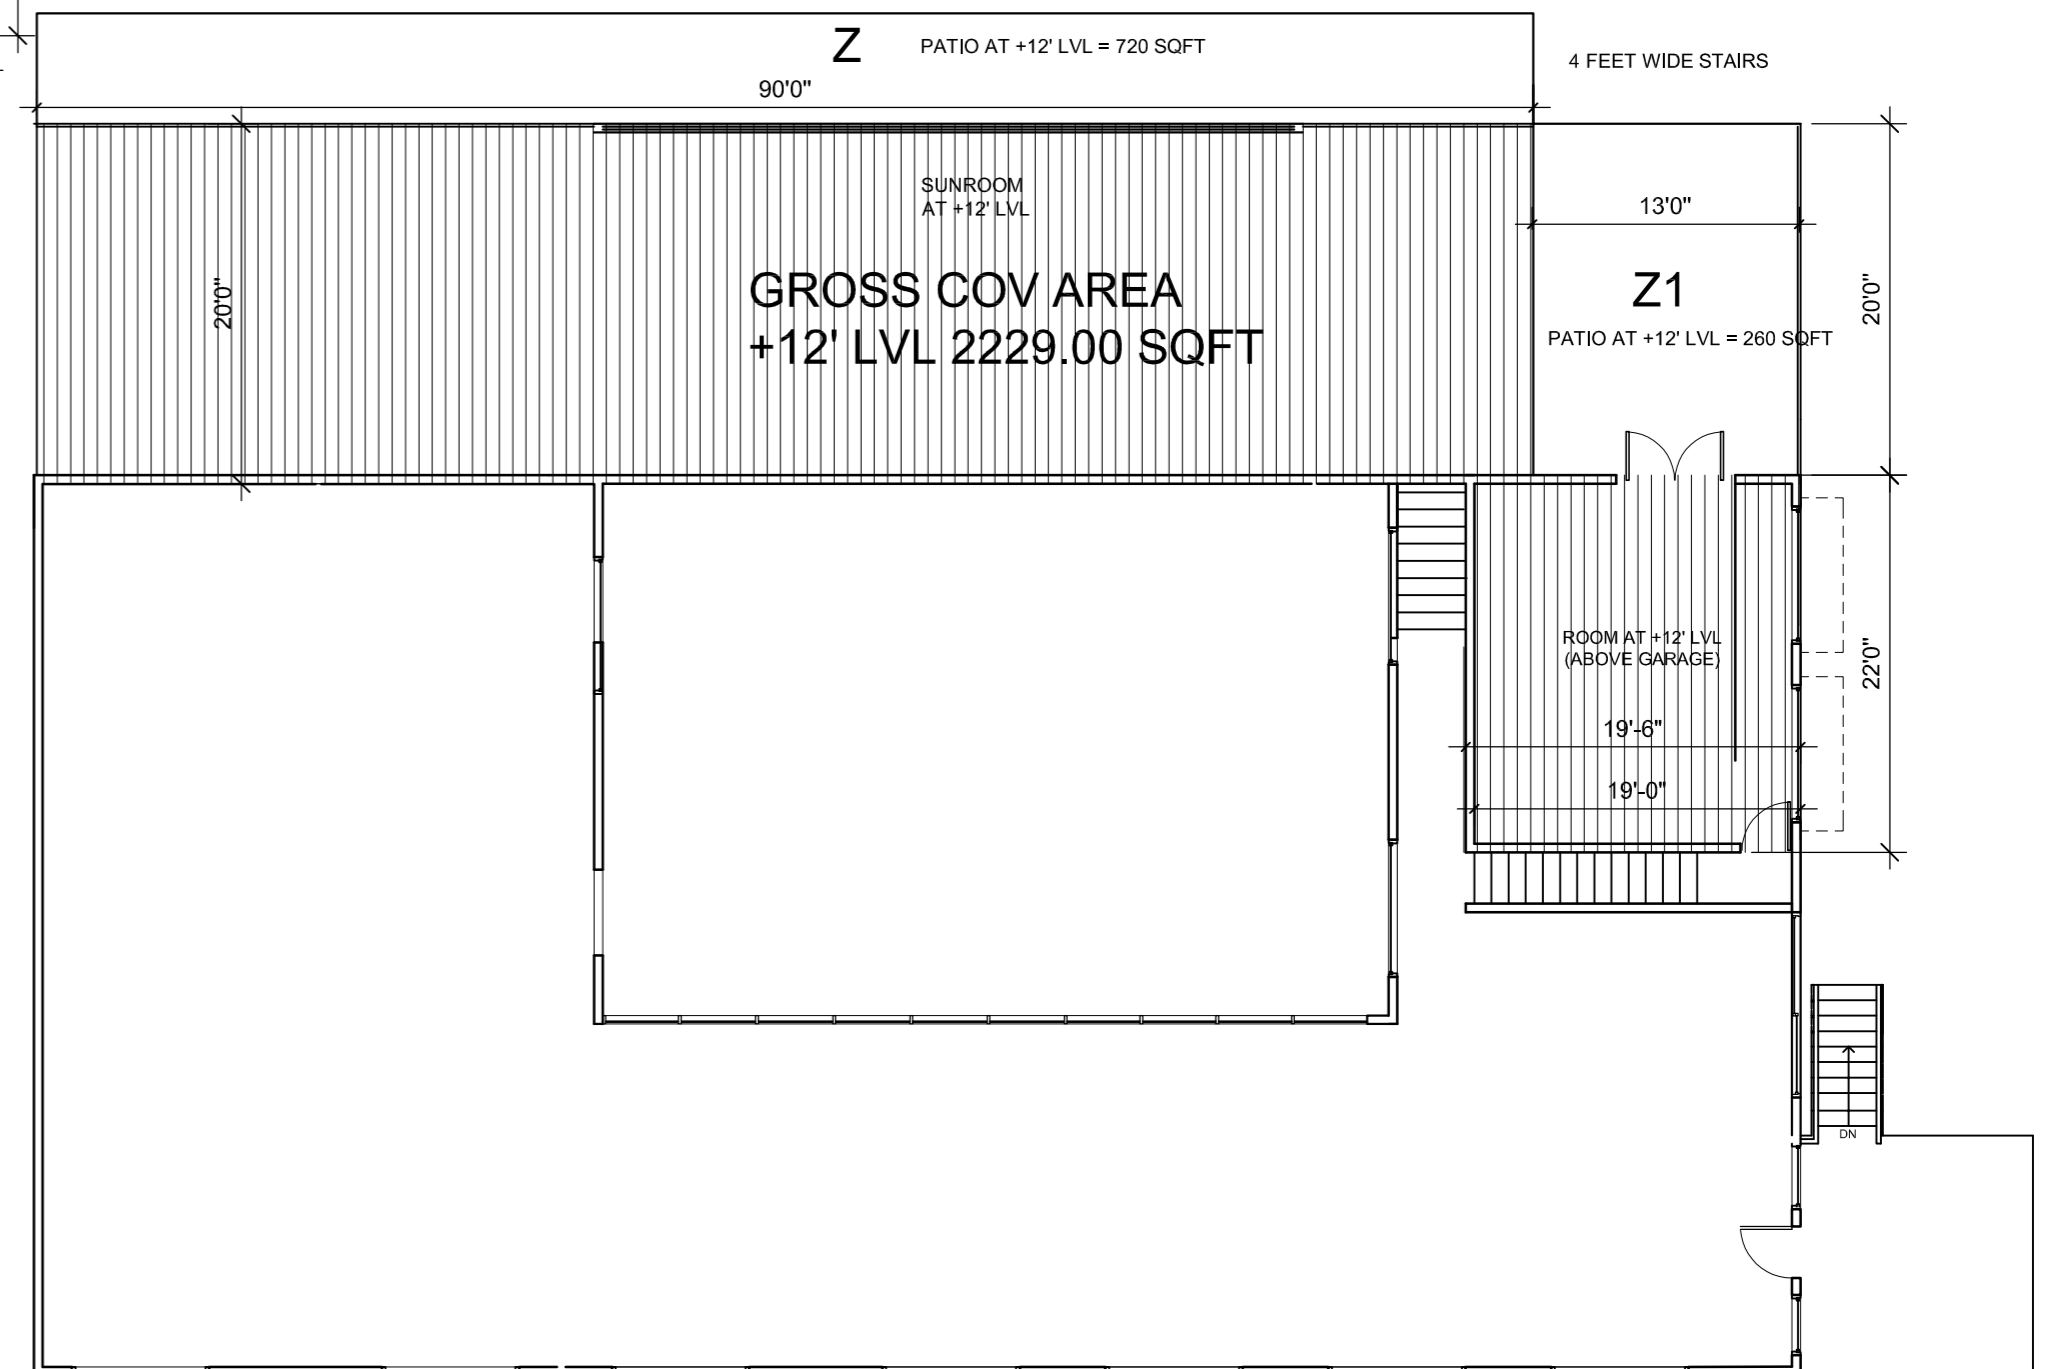 Z
PATIO AT +12' LVL = 720 SQFT
4 FEET WIDE STAIRS
90'0"
SUNROOM
AT +12' LVL
13'0"
20'0"
GROSS COV AREA
+12' LVL 2229.00 SQFT
Z1
20'0"
PATIO AT +12' LVL = 260 SQFT
ROOM AT +12' LVL
(ABOVE GARAGE)
22'0"
19'-6"
19'-0"
DN